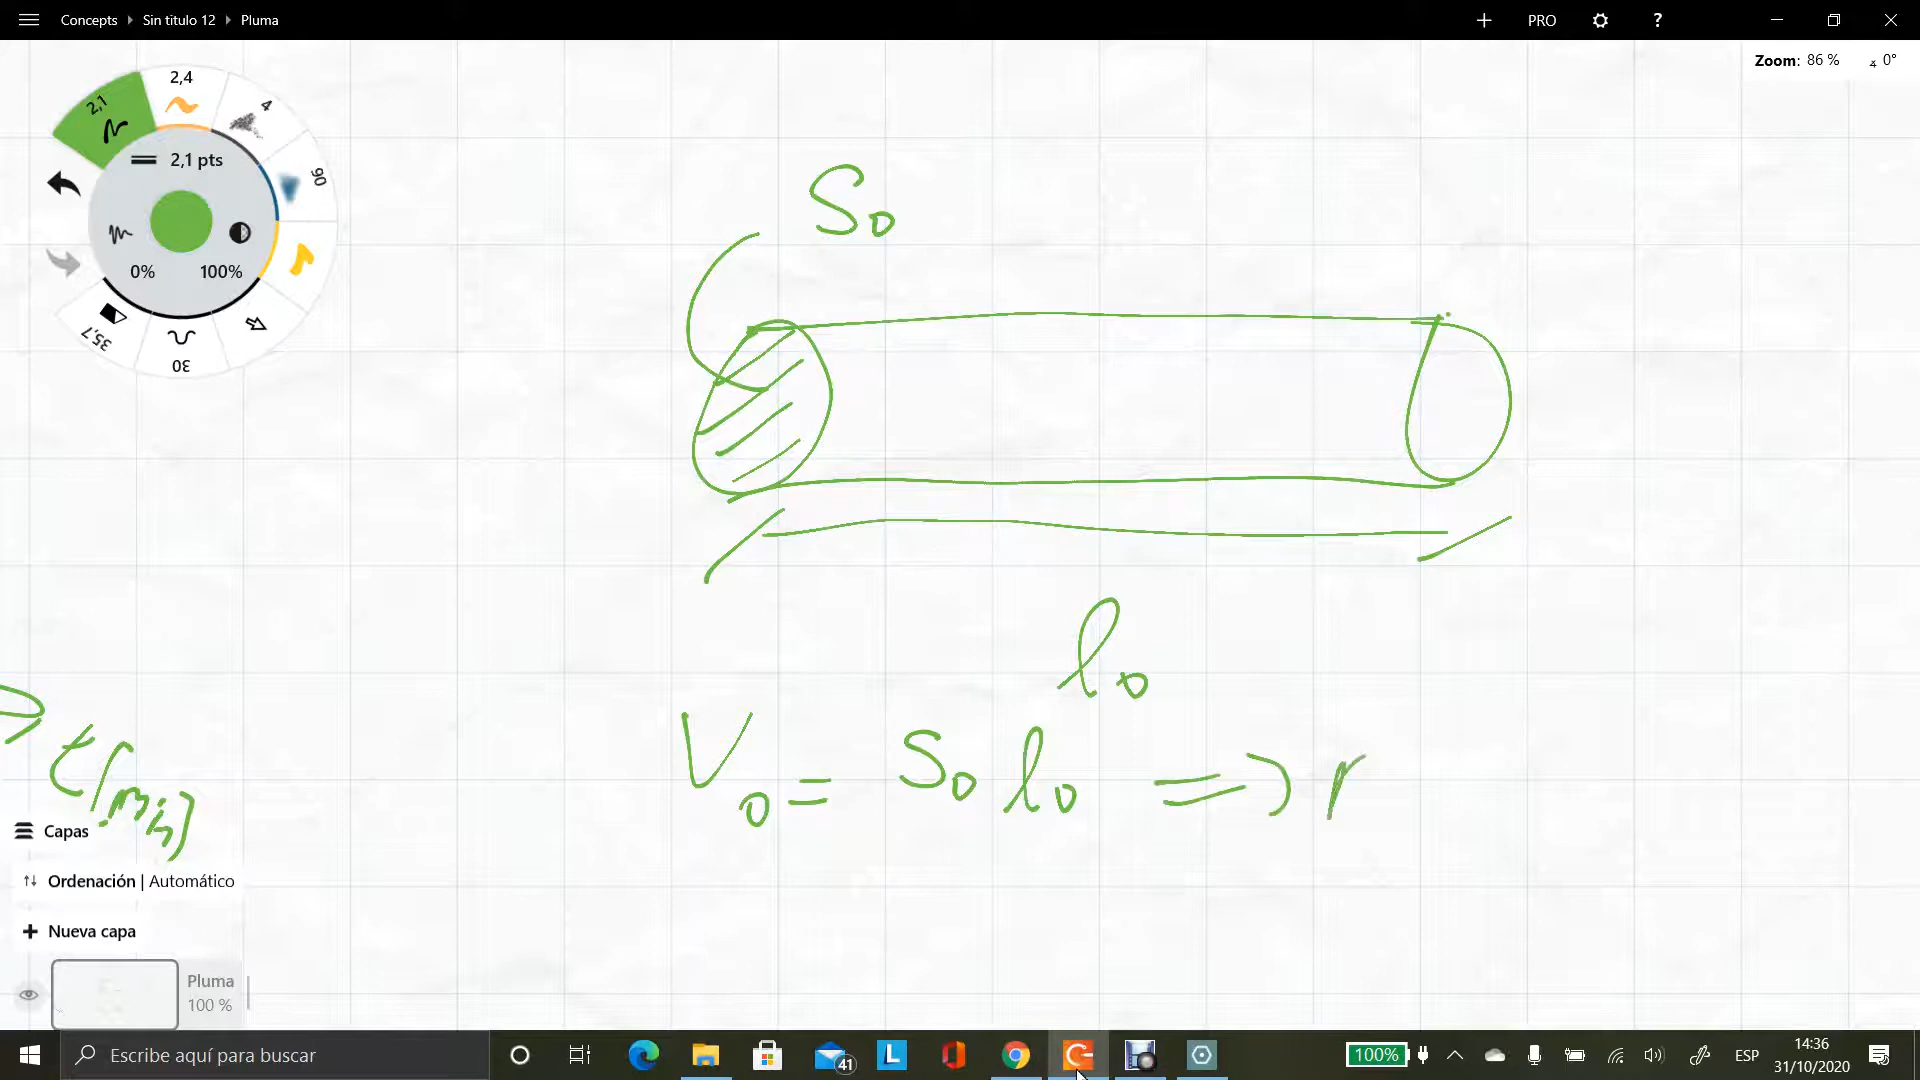 Concepts Sin título 12 Pluma PRO ?
Zoom: 86 % 0°
2,4
2,1
4
2,1 pts
90
0% 100%
35,7
30
S₀
l₀
V₀ = S₀ l₀ => r
t(min)
Capas
Ordenación | Automático
Nueva capa
Pluma
100 %
Escribe aquí para buscar
41
L
100%
ESP
14:36
31/10/2020